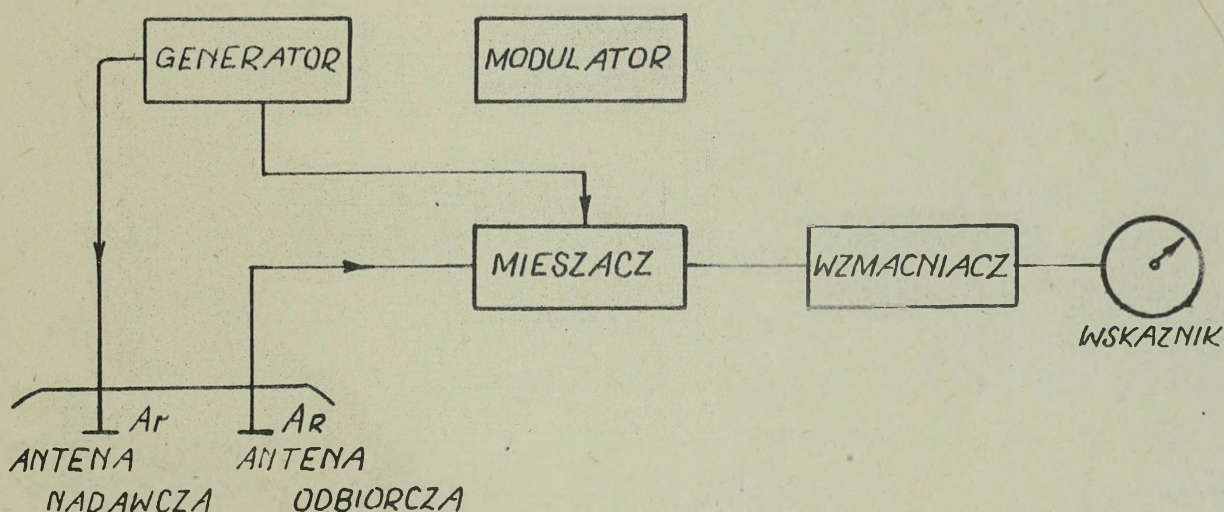 GENERATOR
MODULATOR
MIESZACZ
WZMACNIACZ
WSKAZNIK
Ar
AR
ANTENA
NADAWCZA
ANTENA
ODBIORCZA